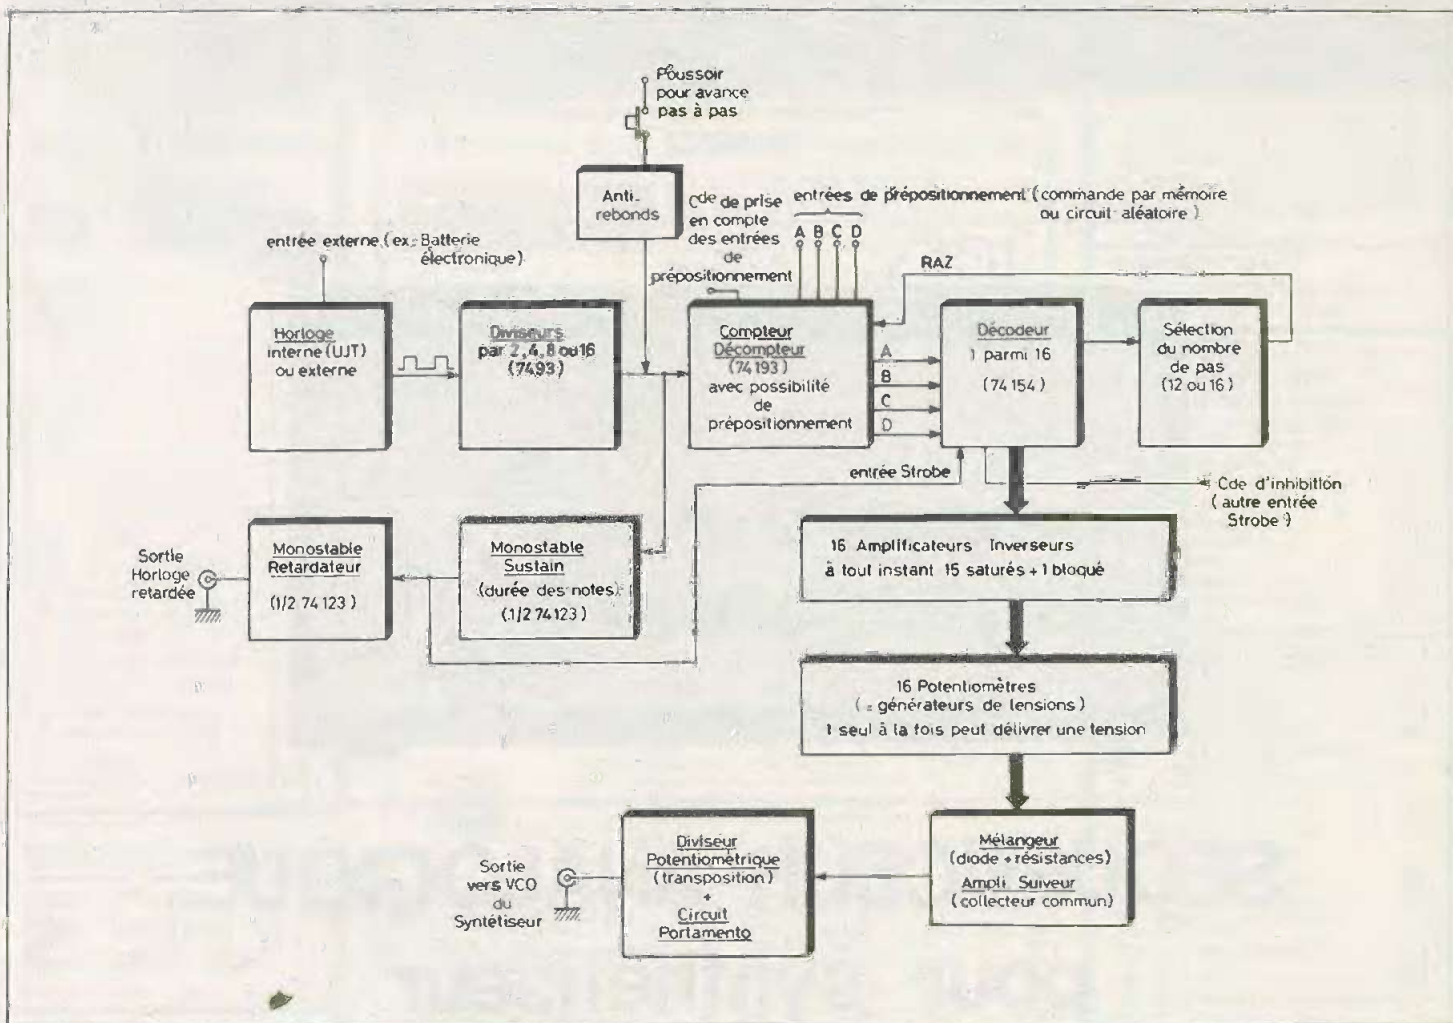 Poussoir
pour avance
pas à pas
Anti-
rebonds
Cde de prise
en compte
des entrées
de
prépositionnement
entrées de prépositionnement (commande par mémoire
ou circuit aléatoire)
A B C D
entrée externe (ex: Batterie
électronique)
RAZ
Horloge
interne (UJT)
ou externe
Diviseurs
par 2,4,8 ou 16
(7493)
Compteur
Décompteur
(74193)
avec possibilité
de
prépositionnement
A
B
C
D
Décodeur
1 parmi 16
(74154)
Sélection
du nombre
de pas
(12 ou 16)
entrée Strobe
Cde d'inhibition
(autre entrée
Strobe)
Sortie
Horloge
retardée
Monostable
Retardateur
(1/2 74123)
Monostable
Sustain
(durée des notes)
(1/2 74123)
16 Amplificateurs Inverseurs
à tout instant 15 saturés + 1 bloqué
16 Potentiomètres
(= générateurs de tensions)
1 seul à la fois peut délivrer une tension
Sortie
vers VCO
du
Syntétiseur
Diviseur
Potentiométrique
(transposition)
+
Circuit
Portamento
Mélangeur
(diode + résistances)
Ampli Suiveur
(collecteur commun)